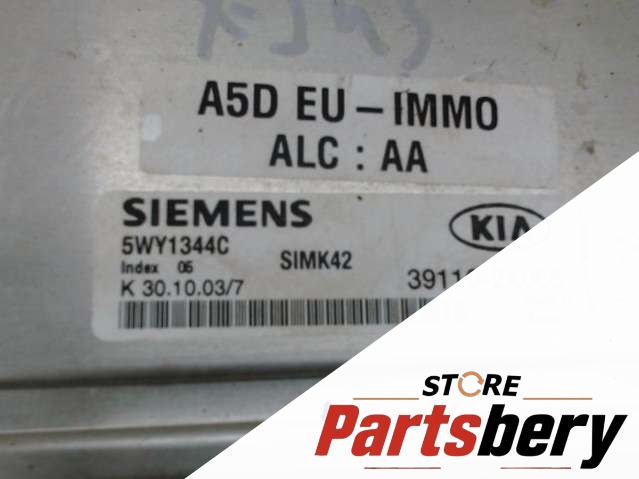 A5D EU - IMMO
ALC : AA
SIEMENS
KIA
5WY1344C
SIMK42
Index 06
K 30.10.03/7
STORE
Partsbery